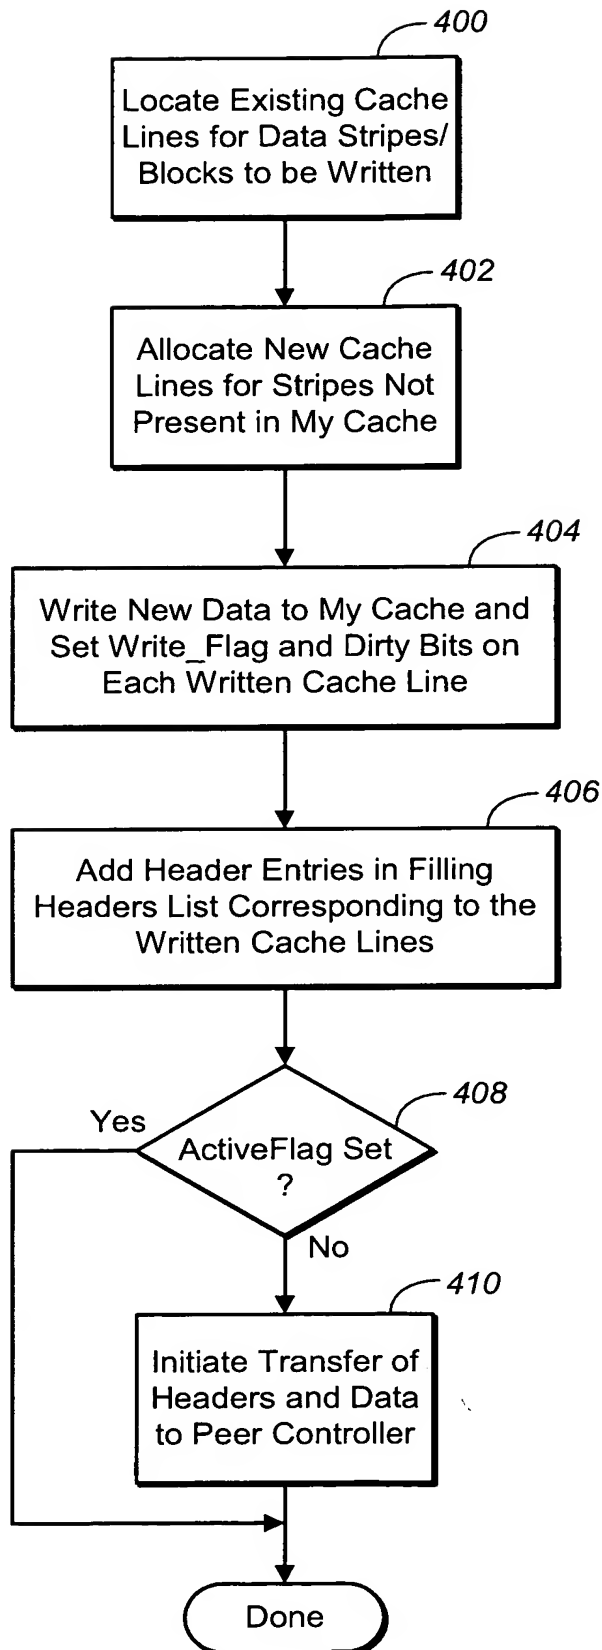 400
Locate Existing Cache
Lines for Data Stripes/
Blocks to be Written
402
Allocate New Cache
Lines for Stripes Not
Present in My Cache
404
Write New Data to My Cache and
Set Write_Flag and Dirty Bits on
Each Written Cache Line
406
Add Header Entries in Filling
Headers List Corresponding to the
Written Cache Lines
408
Yes
ActiveFlag Set
?
No
410
Initiate Transfer of
Headers and Data
to Peer Controller
Done